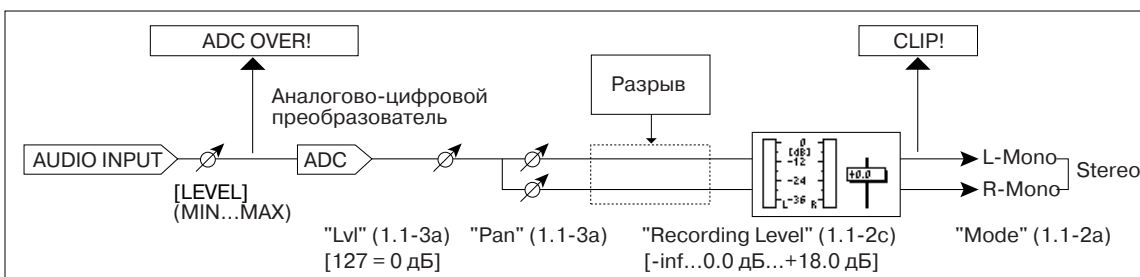 ADC OVER!
CLIP!
Разрыв
Аналогово-цифровой
преобразователь
AUDIO INPUT
ADC
[LEVEL]
(MIN...MAX)
0
[dB]
-12
-24
-36
L R
+0.0
L-Mono
R-Mono
Stereo
"Lvl" (1.1-3a)
[127 = 0 дБ]
"Pan" (1.1-3a)
"Recording Level" (1.1-2c)
[-inf...0.0 дБ...+18.0 дБ]
"Mode" (1.1-2a)